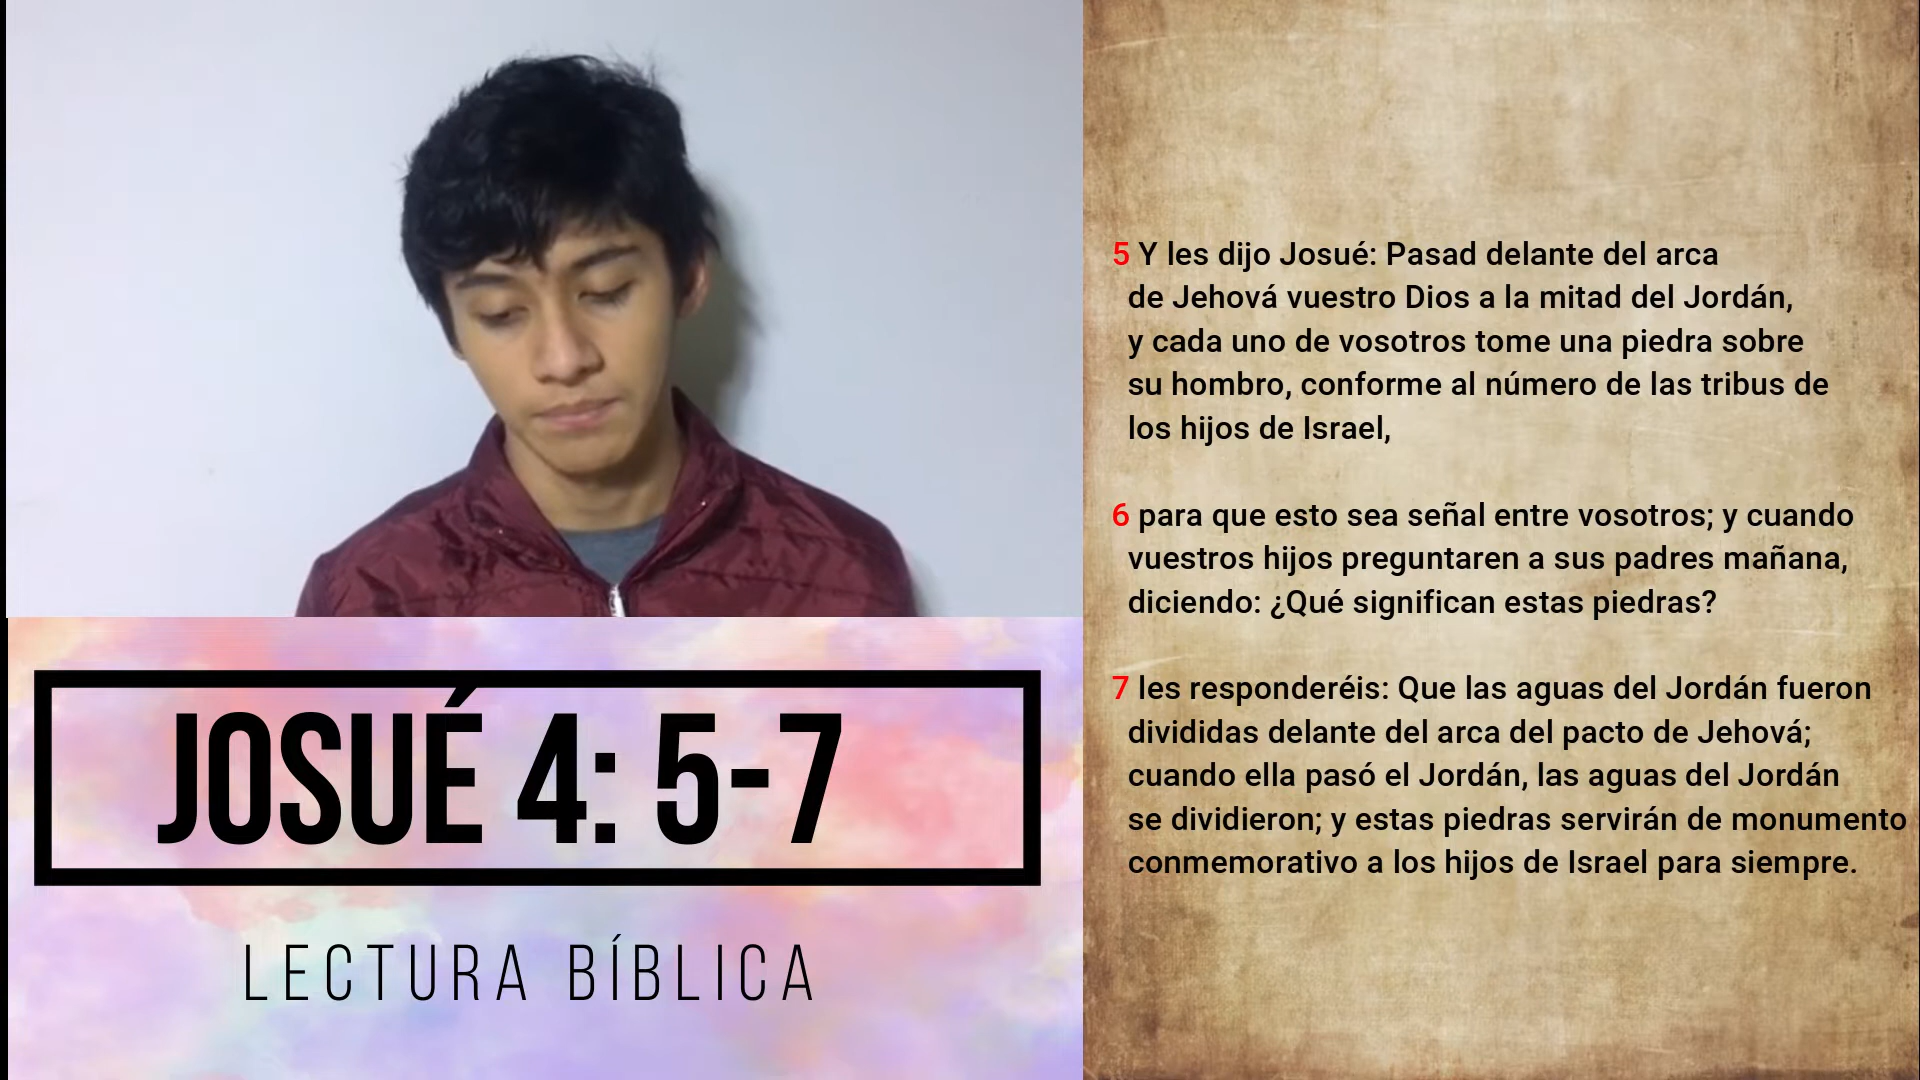 JOSUÉ 4: 5-7
LECTURA BÍBLICA
5 Y les dijo Josué: Pasad delante del arca
de Jehová vuestro Dios a la mitad del Jordán,
y cada uno de vosotros tome una piedra sobre
su hombro, conforme al número de las tribus de
los hijos de Israel,
6 para que esto sea señal entre vosotros; y cuando
vuestros hijos preguntaren a sus padres mañana,
diciendo: ¿Qué significan estas piedras?
7 les responderéis: Que las aguas del Jordán fueron
divididas delante del arca del pacto de Jehová;
cuando ella pasó el Jordán, las aguas del Jordán
se dividieron; y estas piedras servirán de monumento
conmemorativo a los hijos de Israel para siempre.